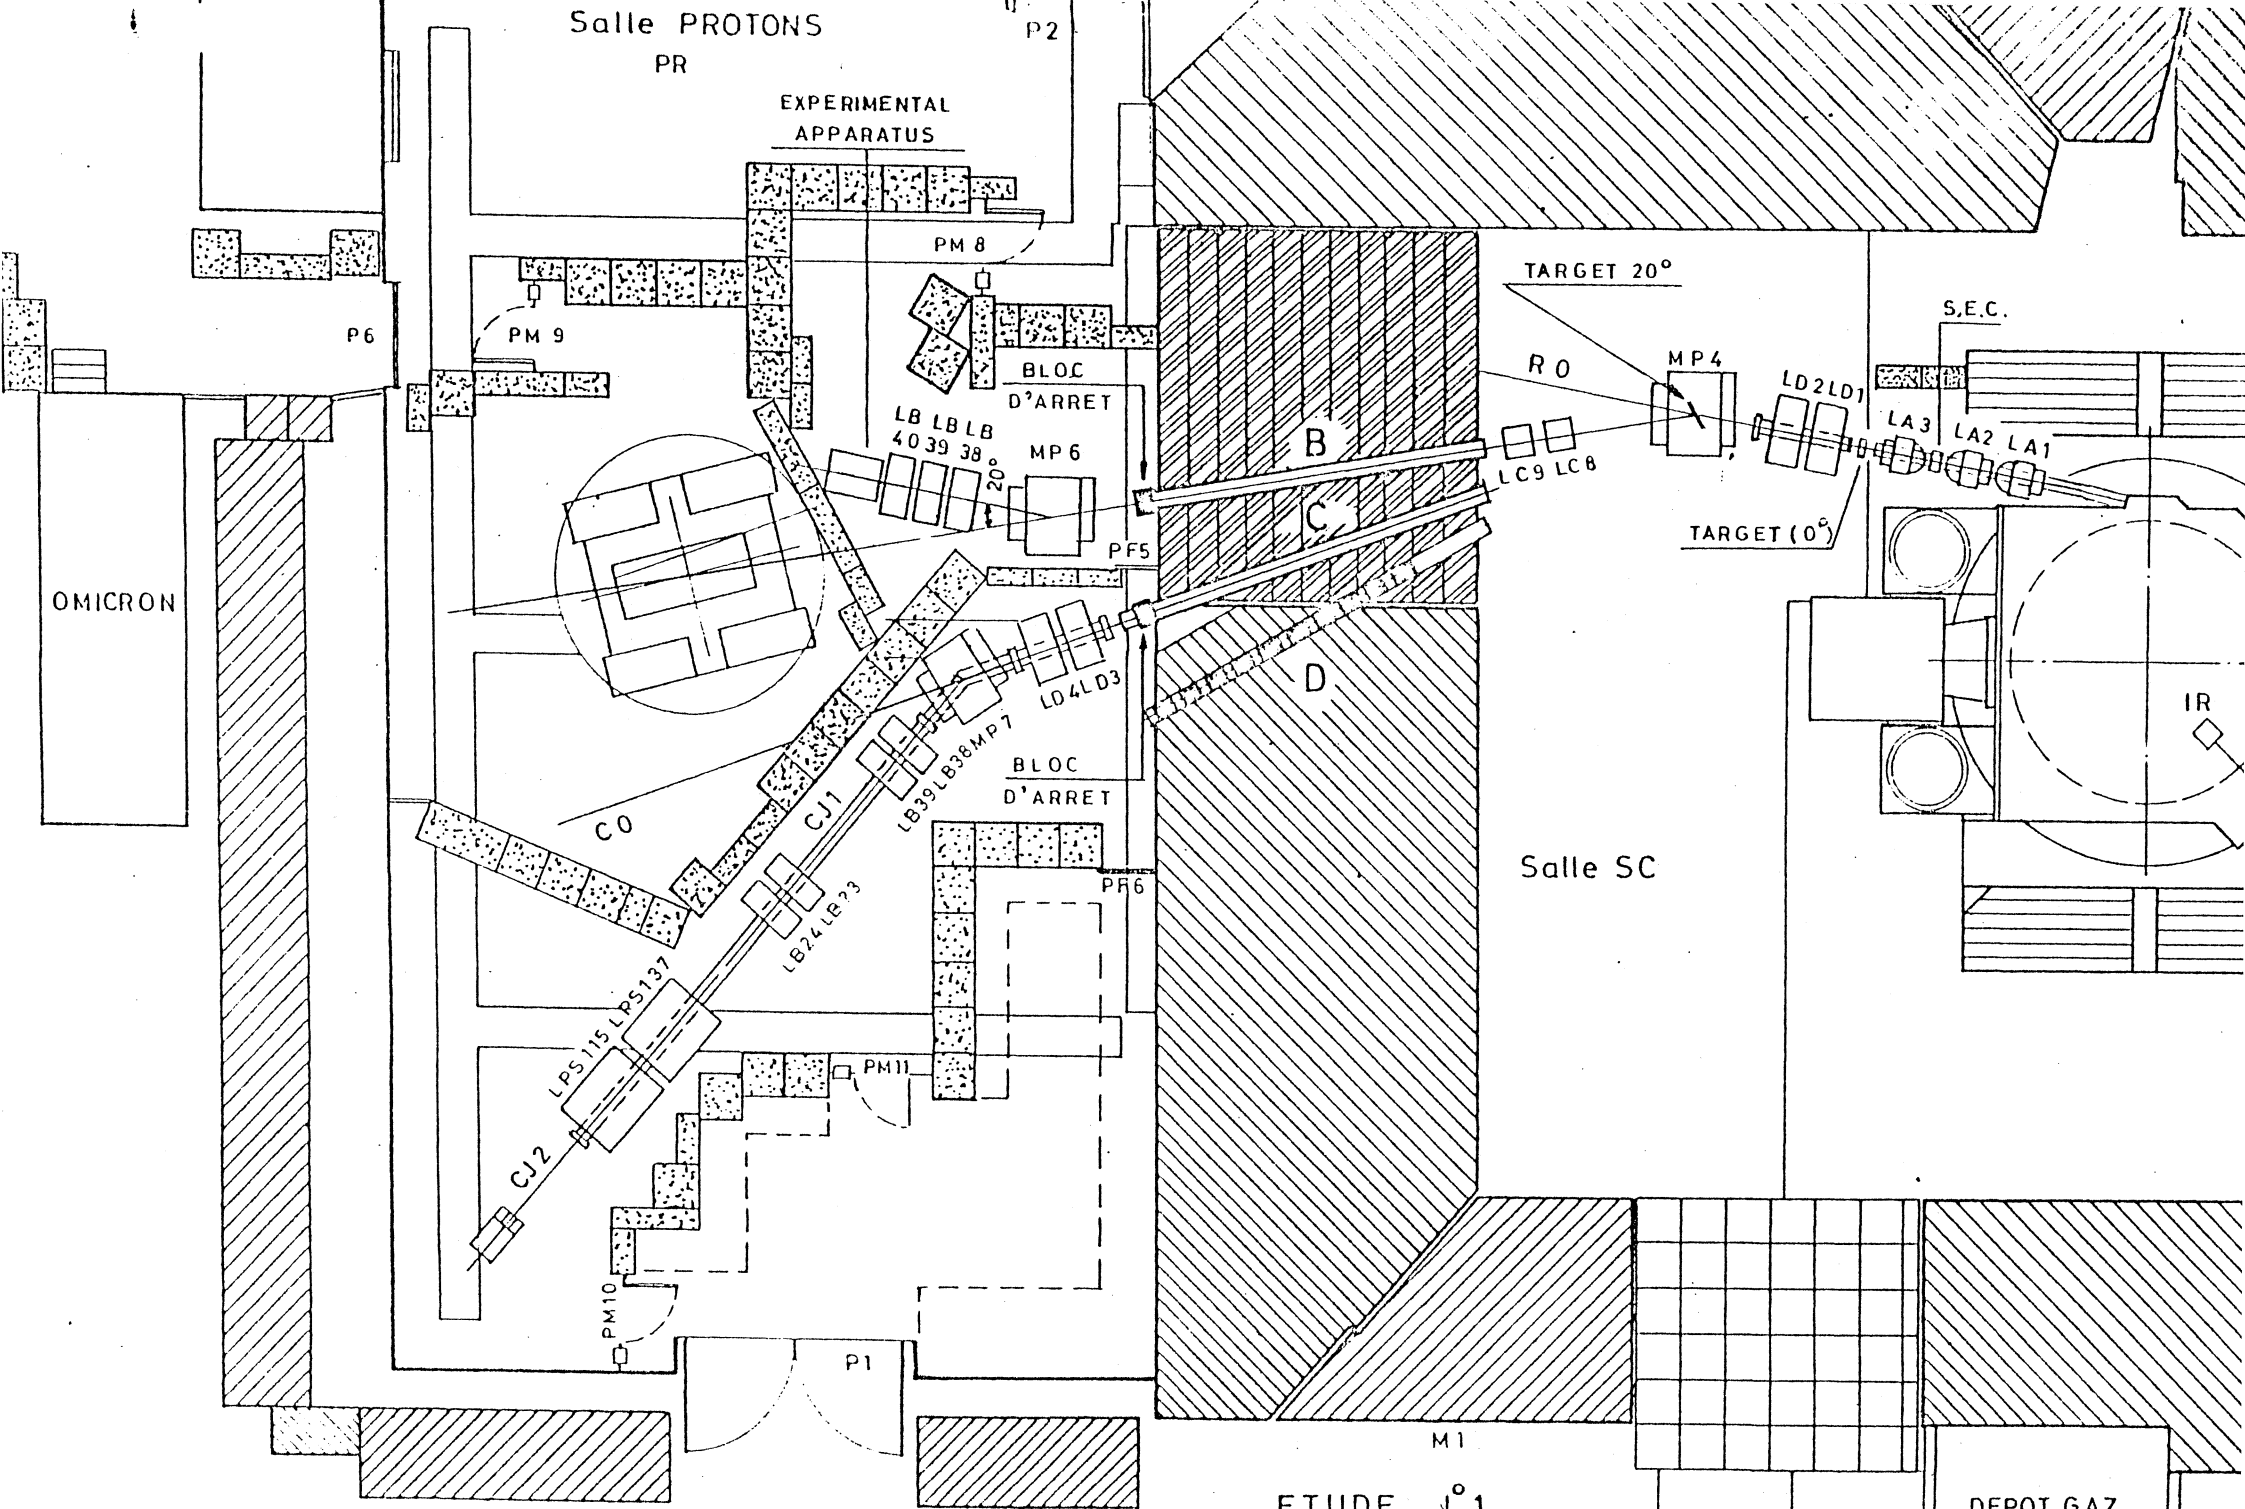 Salle PROTONS
PR
P2
EXPERIMENTAL
APPARATUS
PM 8
TARGET 20°
S.E.C.
P6
PM 9
BLOC
D'ARRET
RO
MP4
LD2 LD1
LA3
LA2
LA1
LB LB LB
40 39 38
20°
MP6
B
LC9 LC8
C
PF5
TARGET (0°)
OMICRON
D
LD4 LD3
IR
LB39 LB38 MP7
BLOC
D'ARRET
CO
CJ1
Salle SC
PF6
LB24 LB23
LPS115 LPS137
PM11
CJ2
PM10
P1
M1
ETUDE
DEPOT GAZ